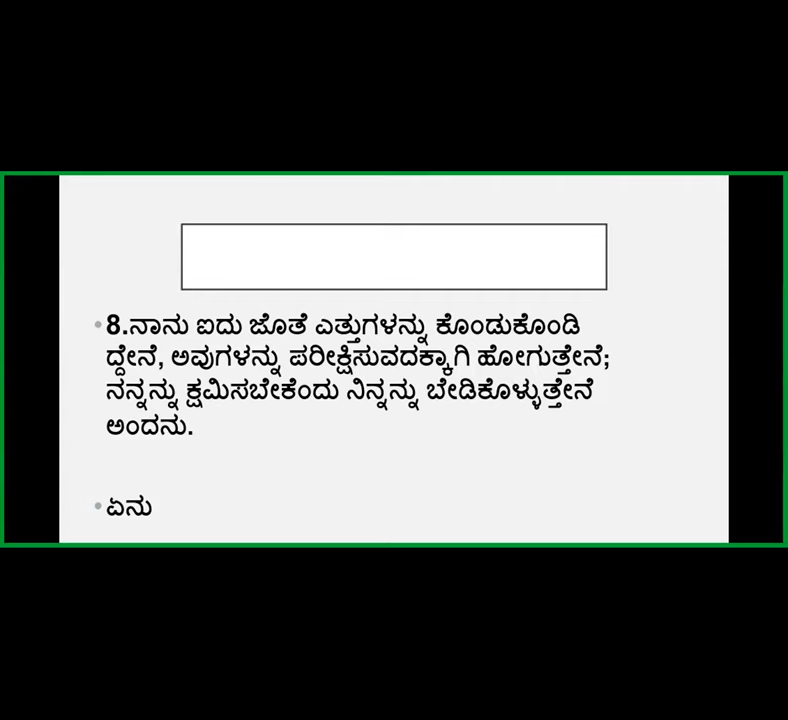 8.ನಾನು ಐದು ಜೊತೆ ಎತ್ತುಗಳನ್ನು ಕೊಂಡುಕೊಂಡಿ
ದ್ದೇನೆ, ಅವುಗಳನ್ನು ಪರೀಕ್ಷಿಸುವದಕ್ಕಾಗಿ ಹೋಗುತ್ತೇನೆ;
ನನ್ನನ್ನು ಕ್ಷಮಿಸಬೇಕೆಂದು ನಿನ್ನನ್ನು ಬೇಡಿಕೊಳ್ಳುತ್ತೇನೆ
ಅಂದನು.
ಏನು